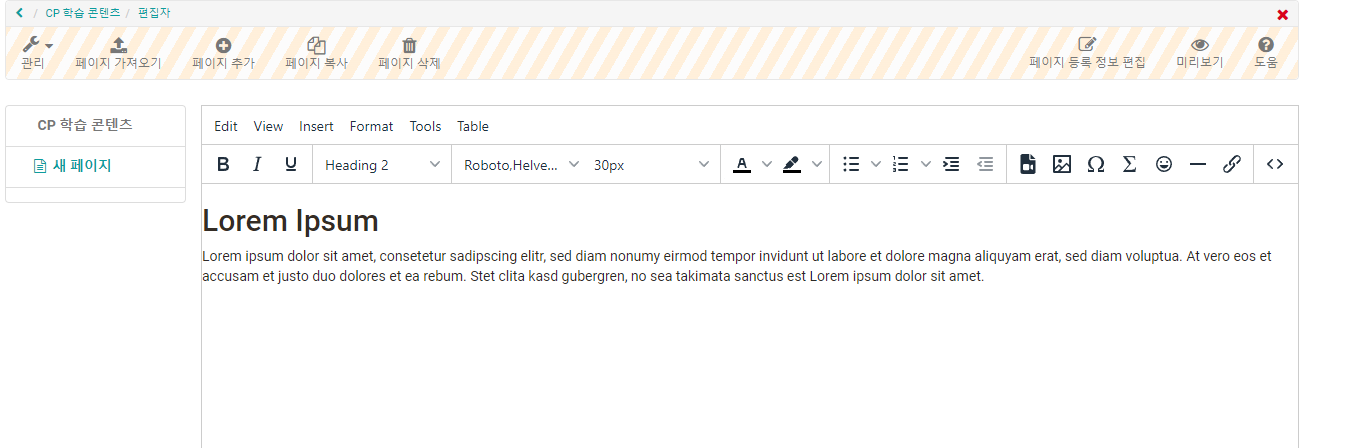 / CP 학습 콘텐츠 / 편집자
관리 페이지 가져오기 페이지 추가 페이지 복사 페이지 삭제 페이지 등록 정보 편집 미리보기 도움
CP 학습 콘텐츠
새 페이지
Edit View Insert Format Tools Table
B I U Heading 2 Roboto,Helve... 30px A Ω Σ
Lorem Ipsum
Lorem ipsum dolor sit amet, consetetur sadipscing elitr, sed diam nonumy eirmod tempor invidunt ut labore et dolore magna aliquyam erat, sed diam voluptua. At vero eos et
accusam et justo duo dolores et ea rebum. Stet clita kasd gubergren, no sea takimata sanctus est Lorem ipsum dolor sit amet.